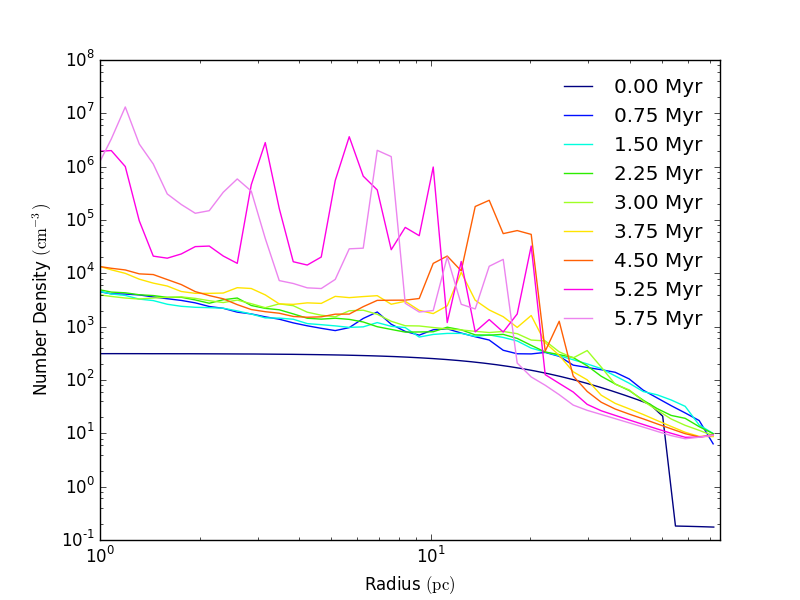 10^8
10^7
10^6
10^5
10^4
10^3
10^2
10^1
10^0
10^-1
Number Density (cm^-3)
0.00 Myr
0.75 Myr
1.50 Myr
2.25 Myr
3.00 Myr
3.75 Myr
4.50 Myr
5.25 Myr
5.75 Myr
10^0
10^1
Radius (pc)